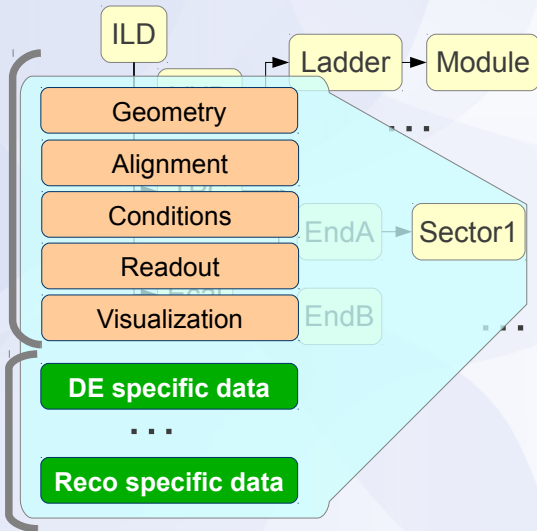 ILD
Ladder
Module
...
Geometry
Alignment
Conditions
Readout
Visualization
EndA
Sector1
EndB
...
DE specific data
...
Reco specific data